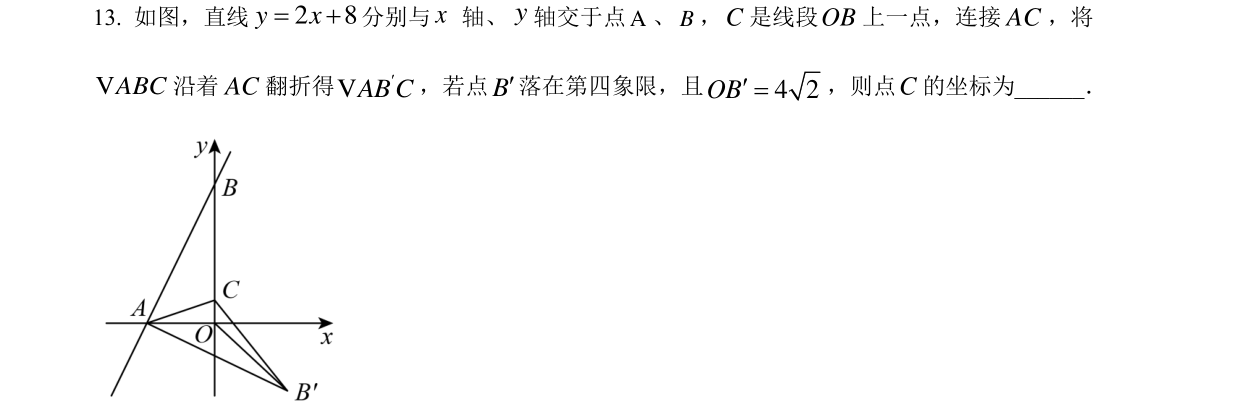 13. 如图，直线 y = 2x+8 分别与 x 轴、 y 轴交于点 A 、 B ， C 是线段 OB 上一点，连接 AC ，将
VABC 沿着 AC 翻折得 VAB′C ，若点 B′ 落在第四象限，且 OB′ = 4√2 ，则点 C 的坐标为______．
y
B
C
A
O
x
B′